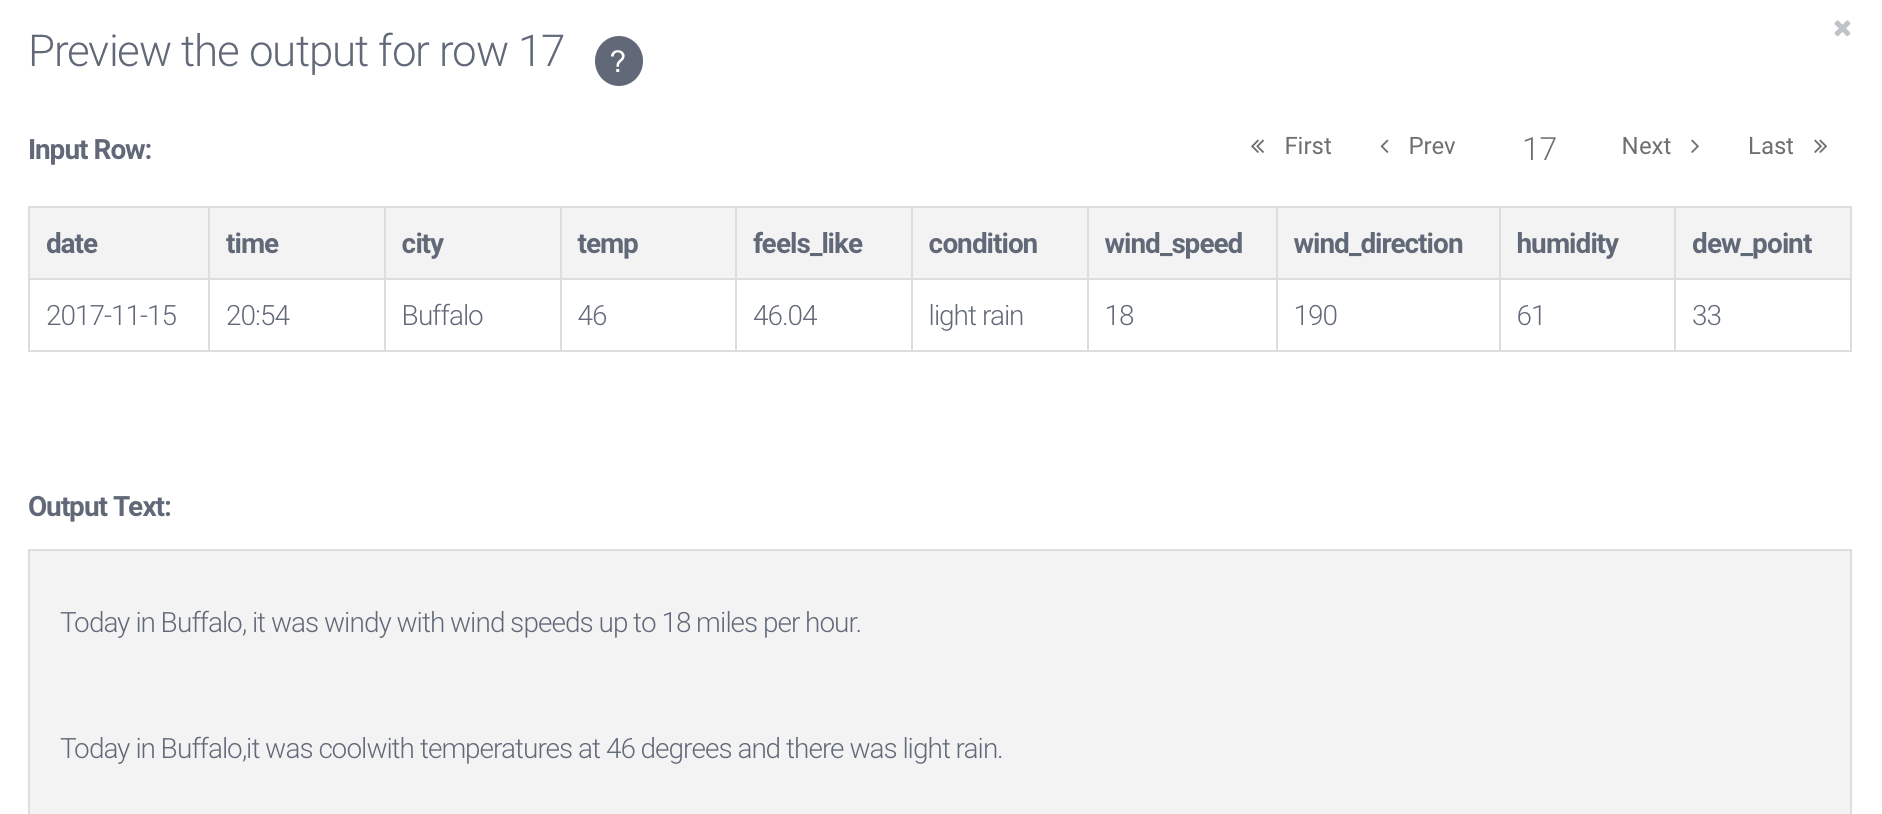 Preview the output for row 17 ?
Input Row:
« First ‹ Prev 17 Next › Last »
date time city temp feels_like condition wind_speed wind_direction humidity dew_point
2017-11-15 20:54 Buffalo 46 46.04 light rain 18 190 61 33
Output Text:
Today in Buffalo, it was windy with wind speeds up to 18 miles per hour.
Today in Buffalo,it was coolwith temperatures at 46 degrees and there was light rain.